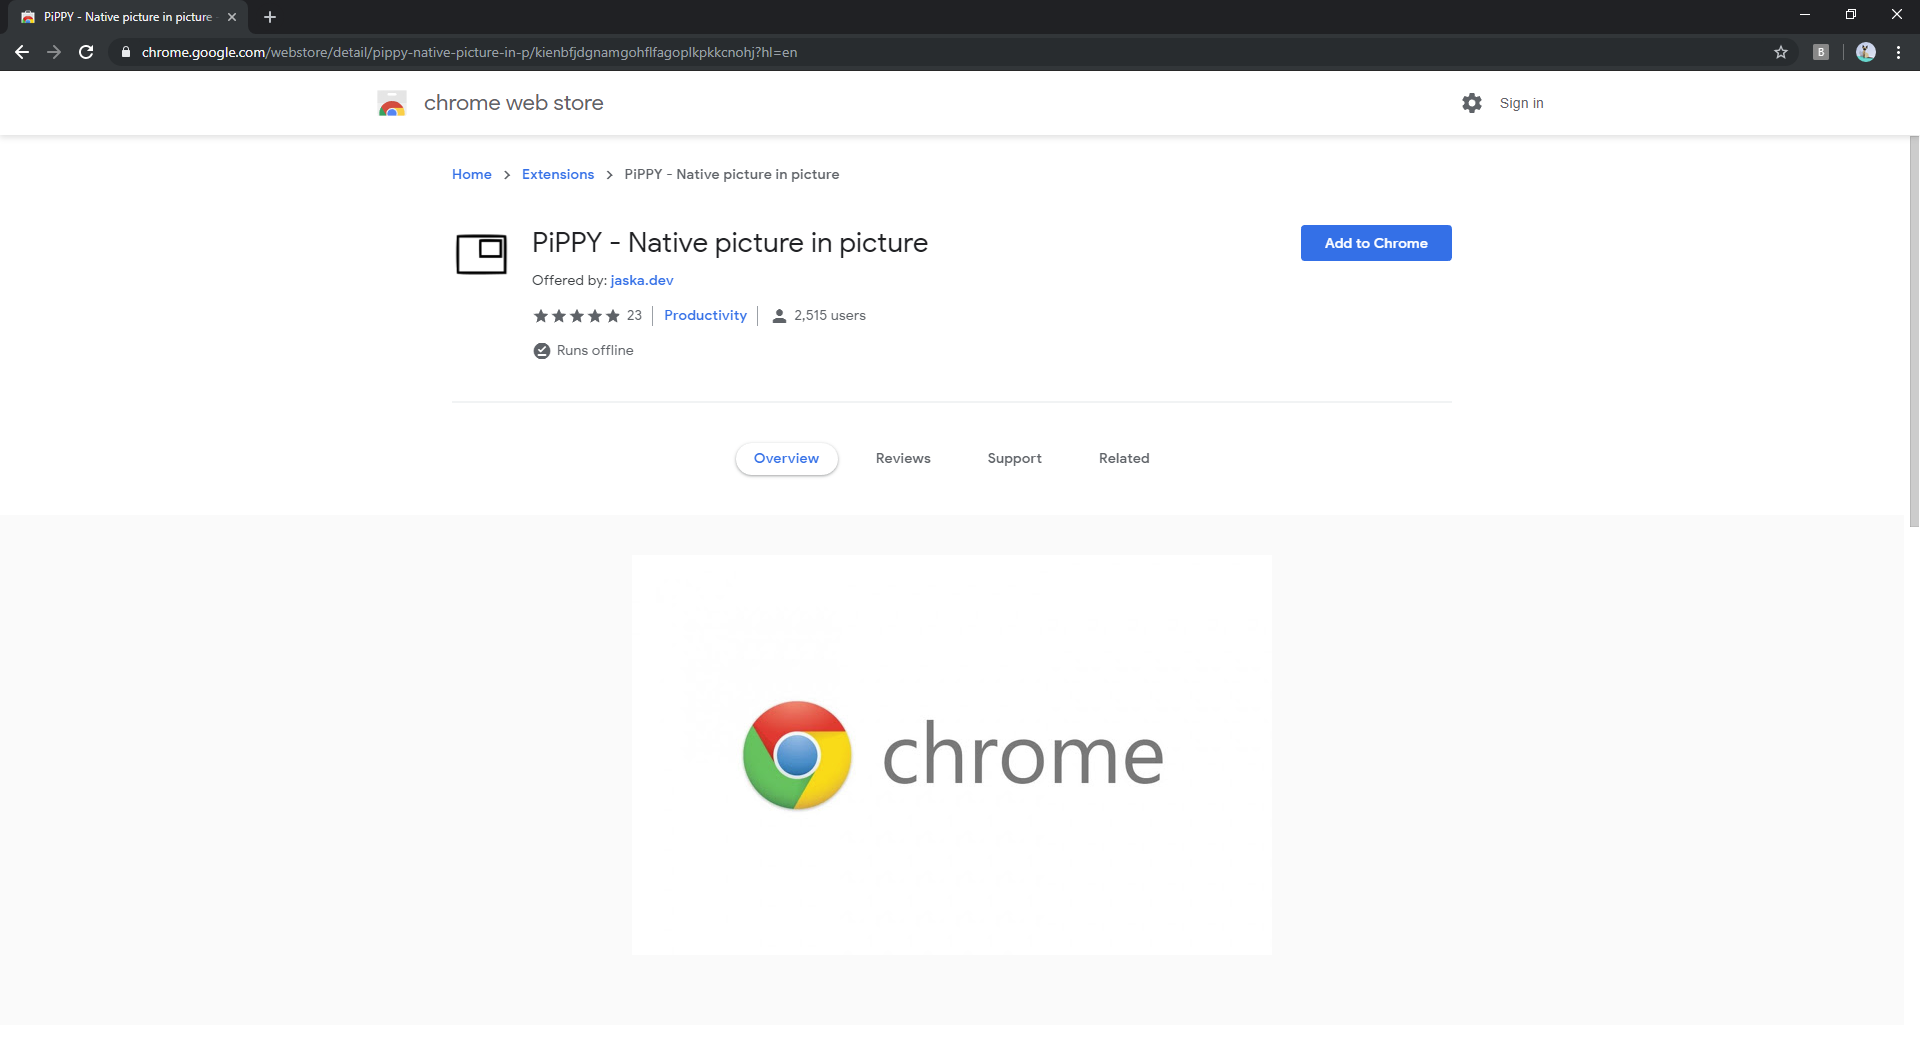 PiPPY - Native picture in picture
chrome.google.com/webstore/detail/pippy-native-picture-in-p/kienbfjdgnamgohflfagoplkpkkcnohj?hl=en
B
chrome web store
Sign in
Home > Extensions > PiPPY - Native picture in picture
PiPPY - Native picture in picture
Add to Chrome
Offered by: jaska.dev
23 Productivity 2,515 users
Runs offline
Overview Reviews Support Related
chrome